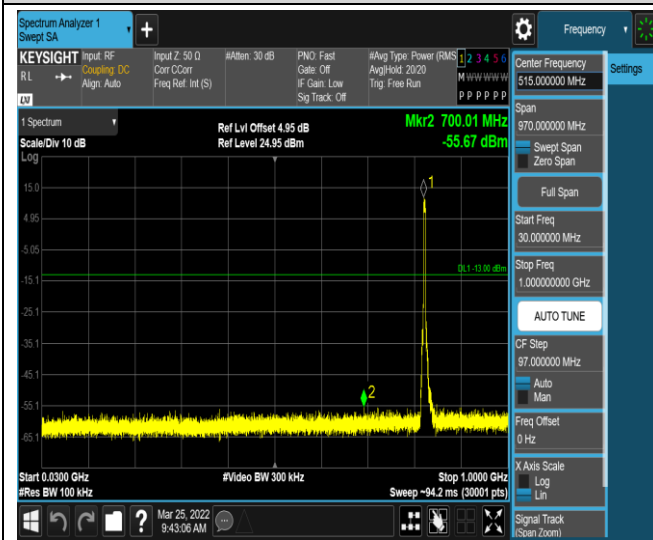 Spectrum Analyzer 1
Swept SA
+
Frequency
KEYSIGHT
RL
LXI
Input: RF
Coupling: DC
Align: Auto
Input Z: 50 Ω
Corr CCorr
Freq Ref: Int (S)
#Atten: 30 dB
PNO: Fast
Gate: Off
IF Gain: Low
Sig Track: Off
#Avg Type: Power (RMS
Avg|Hold: 20/20
Trig: Free Run
1 2 3 4 5 6
M W W W W W
P P P P P P
1 Spectrum
Scale/Div 10 dB
Log
Ref Lvl Offset 4.95 dB
Ref Level 24.95 dBm
Mkr2 700.01 MHz
-55.67 dBm
15.0
4.95
-5.05
-15.1
-25.1
-35.1
-45.1
-55.1
-65.1
1
DL1 -13.00 dBm
2
Start 0.0300 GHz
#Res BW 100 kHz
#Video BW 300 kHz
Stop 1.0000 GHz
Sweep ~94.2 ms (30001 pts)
?
Mar 25, 2022
9:43:06 AM
Center Frequency
515.000000 MHz
Settings
Span
970.000000 MHz
Swept Span
Zero Span
Full Span
Start Freq
30.000000 MHz
Stop Freq
1.000000000 GHz
AUTO TUNE
CF Step
97.000000 MHz
Auto
Man
Freq Offset
0 Hz
X Axis Scale
Log
Lin
Signal Track
(Span Zoom)